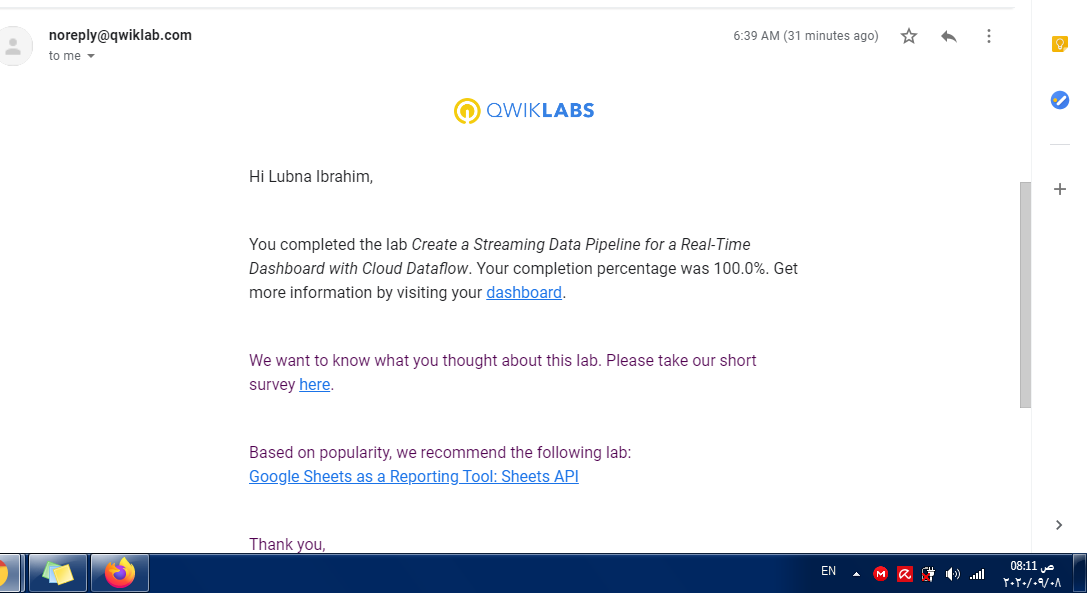 noreply@qwiklab.com
6:39 AM (31 minutes ago)
to me
QWIKLABS
Hi Lubna Ibrahim,
You completed the lab Create a Streaming Data Pipeline for a Real-Time
Dashboard with Cloud Dataflow. Your completion percentage was 100.0%. Get
more information by visiting your dashboard.
We want to know what you thought about this lab. Please take our short
survey here.
Based on popularity, we recommend the following lab:
Google Sheets as a Reporting Tool: Sheets API
Thank you,
EN
08:11 ص
٢٠٢٠/٠٩/٠٨